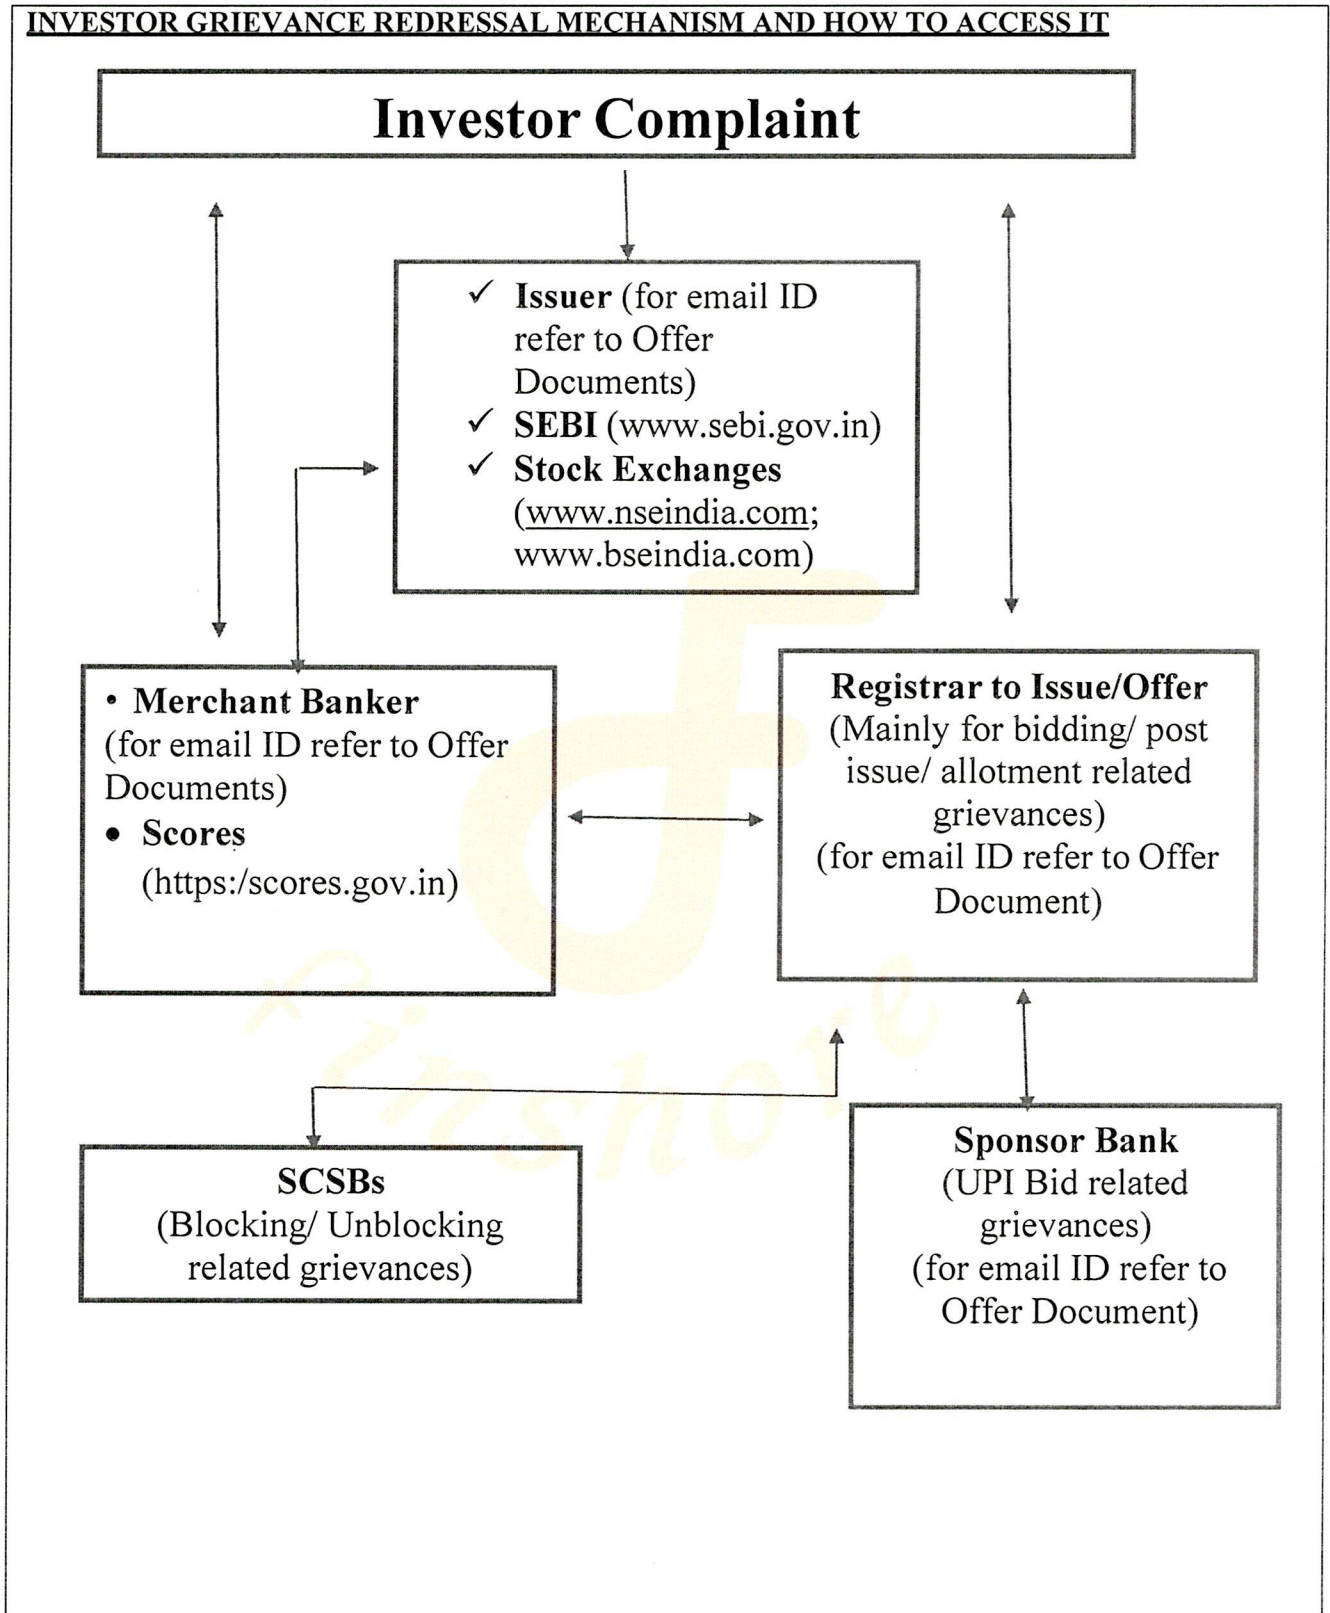 INVESTOR GRIEVANCE REDRESSAL MECHANISM AND HOW TO ACCESS IT
Investor Complaint
✓ Issuer (for email ID
refer to Offer
Documents)
✓ SEBI (www.sebi.gov.in)
✓ Stock Exchanges
(www.nseindia.com;
www.bseindia.com)
• Merchant Banker
(for email ID refer to Offer
Documents)
• Scores
(https:/scores.gov.in)
Registrar to Issue/Offer
(Mainly for bidding/ post
issue/ allotment related
grievances)
(for email ID refer to Offer
Document)
SCSBs
(Blocking/ Unblocking
related grievances)
Sponsor Bank
(UPI Bid related
grievances)
(for email ID refer to
Offer Document)
finshore